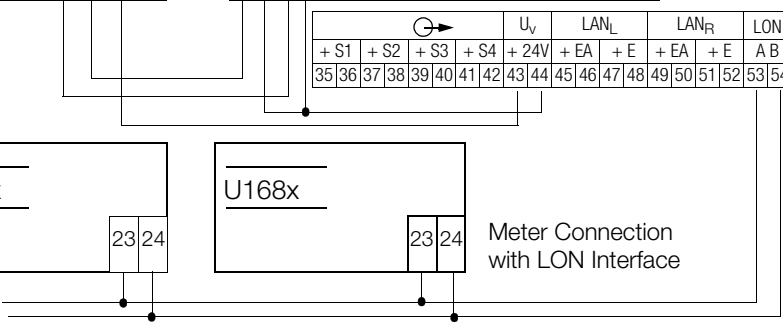 Uv LANL LANR LON
+ S1 + S2 + S3 + S4 + 24V + EA + E + EA + E A B
35 36 37 38 39 40 41 42 43 44 45 46 47 48 49 50 51 52 53 54
U168x
23 24 23 24
Meter Connection
with LON Interface